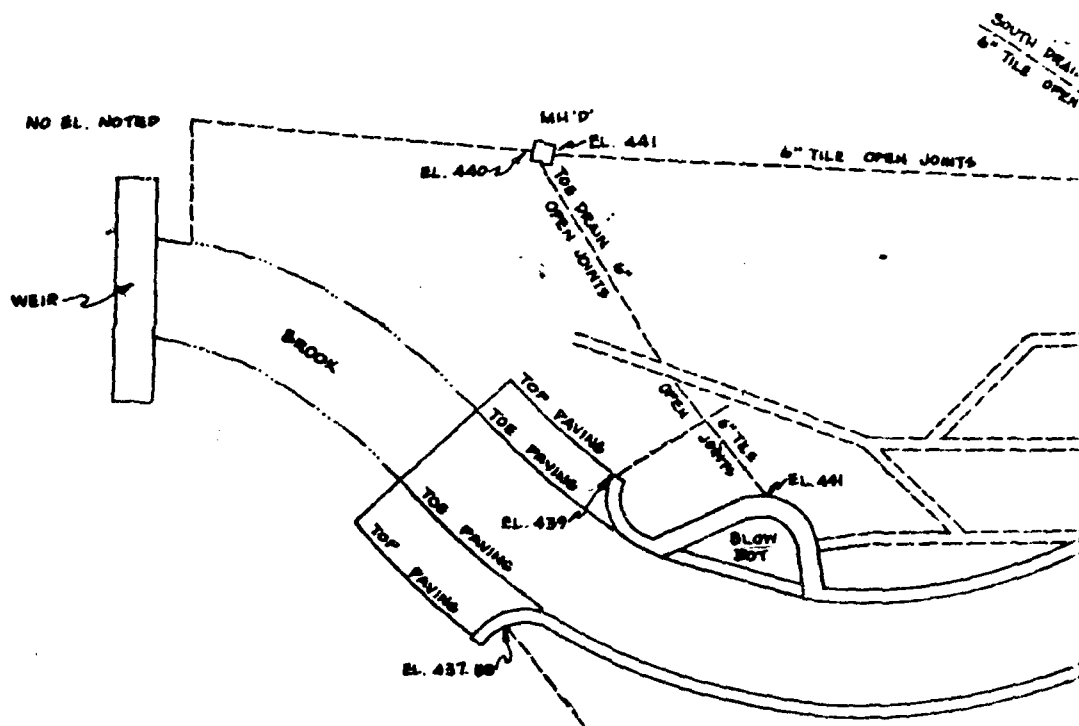 SOUTH DRAIN
6" TILE OPEN
NO EL. NOTED
MH 'D'
EL. 440
EL. 441
6" TILE OPEN JOINTS
TOE DRAIN 6"
OPEN JOINTS
WEIR
BROOK
TOP PAVING
TOE PAVING
6" TILE
OPEN JOINTS
EL. 441
EL. 439
BLOW
TOE PAVING
TOP PAVING
EL. 437.